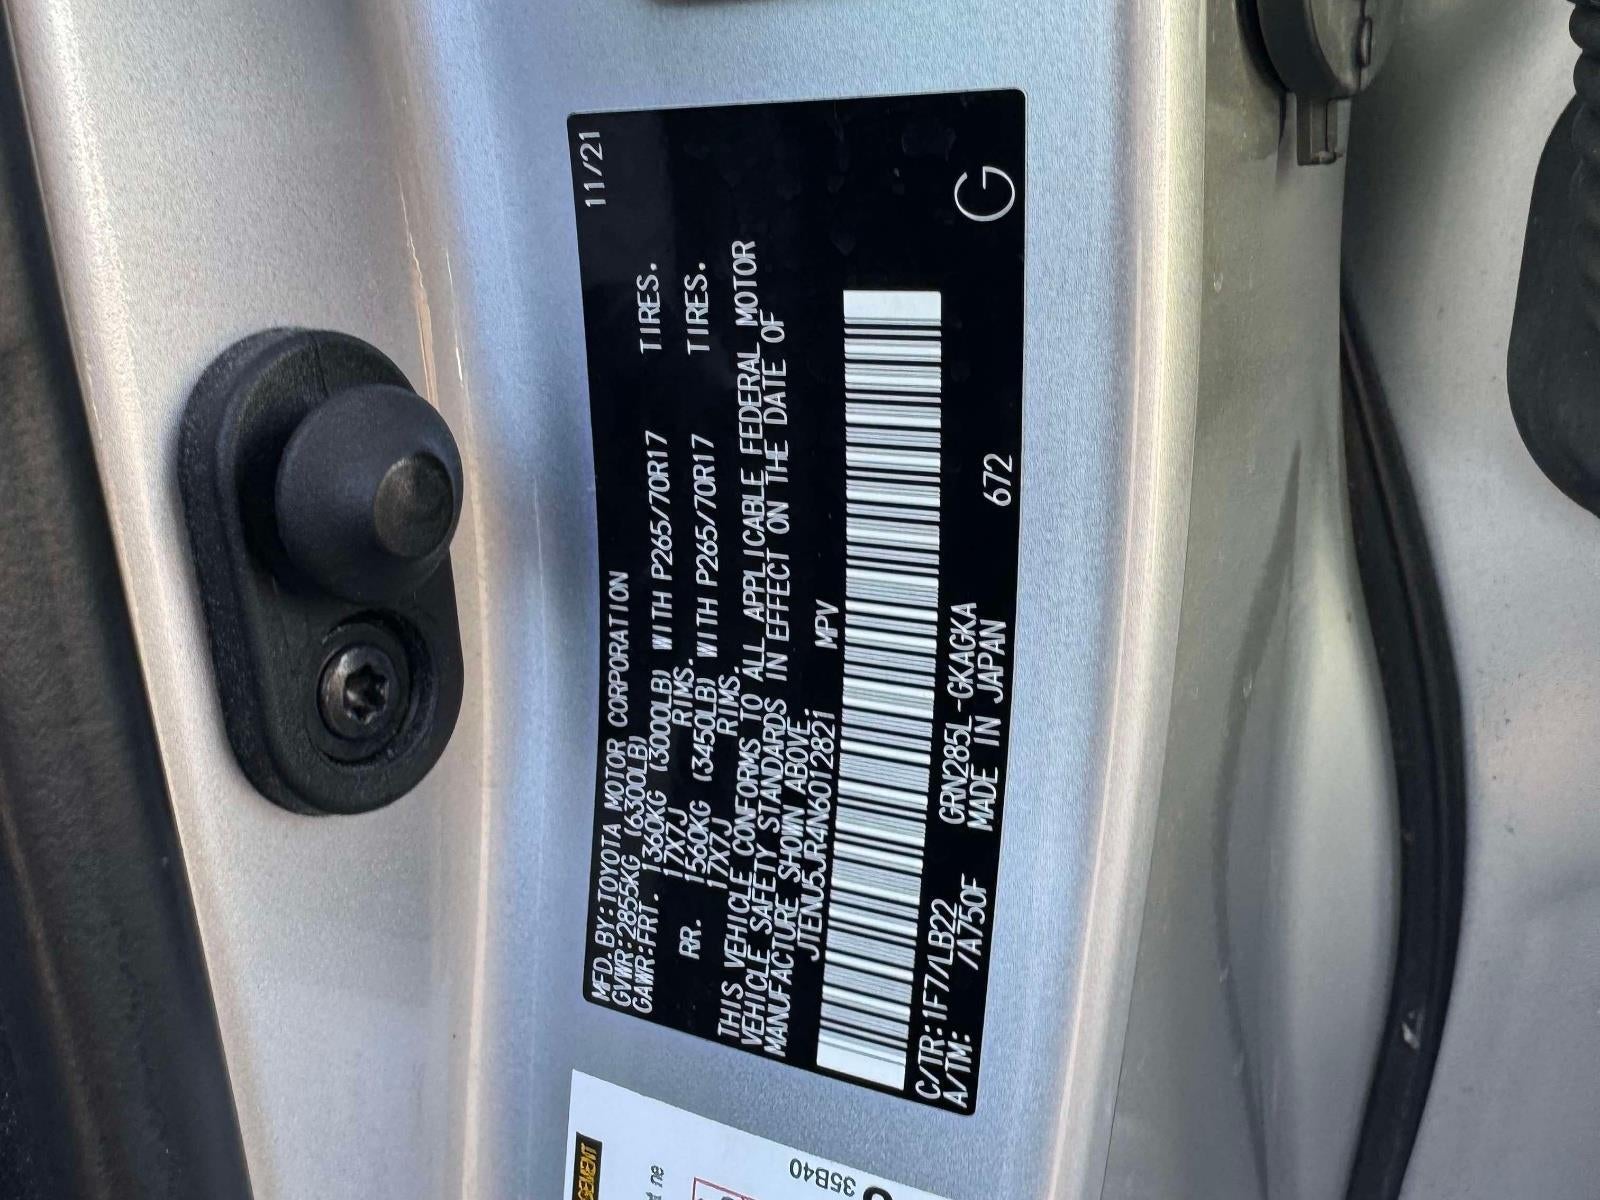 MFD.BY:TOYOTA MOTOR CORPORATION 11/21
GVWR:2855KG (6300LB)
GAWR:FRT. 1360KG (3000LB) WITH P265/70R17 TIRES.
17X7J RIMS.
RR. 1560KG (3450LB) WITH P265/70R17 TIRES.
17X7J RIMS.
THIS VEHICLE CONFORMS TO ALL APPLICABLE FEDERAL MOTOR
VEHICLE SAFETY STANDARDS IN EFFECT ON THE DATE OF
MANUFACTURE SHOWN ABOVE.
JTENU5JR4N6012821 MPV
C/TR:1F7/LB22 GRN285L-GKAGKA 672 G
A/TM: /A750F MADE IN JAPAN
35B40